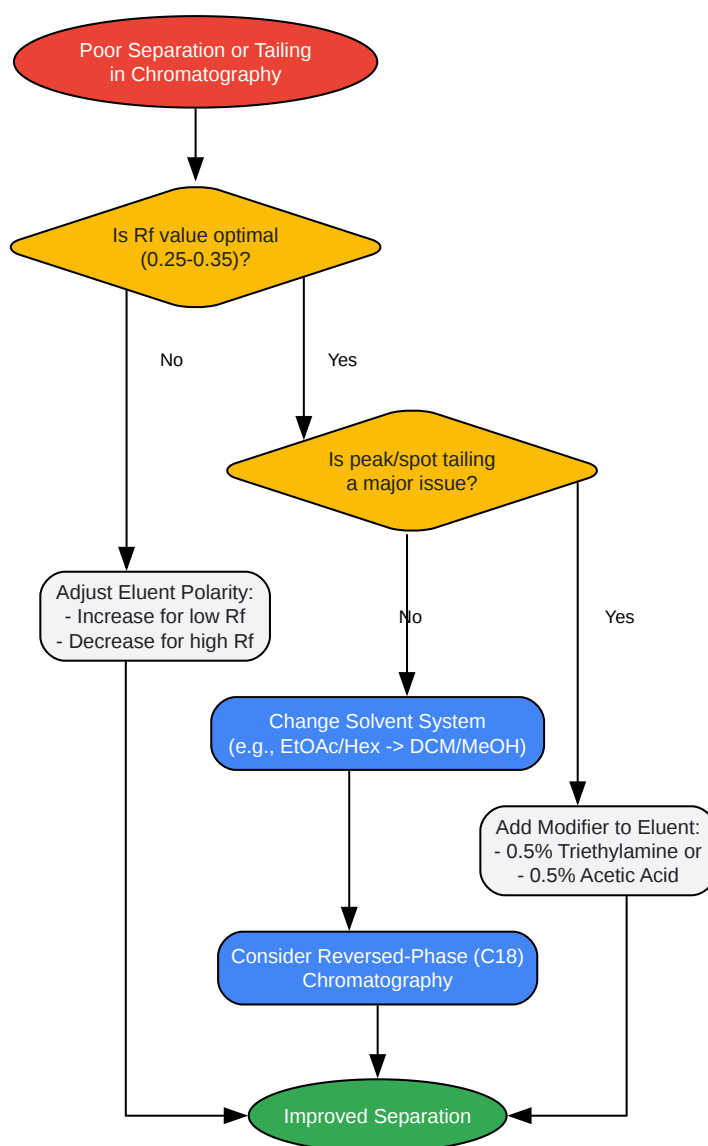 Poor Separation or Tailing
in Chromatography
Is Rf value optimal
(0.25-0.35)?
No
Yes
Is peak/spot tailing
a major issue?
Adjust Eluent Polarity:
- Increase for low Rf
- Decrease for high Rf
No
Yes
Change Solvent System
(e.g., EtOAc/Hex -> DCM/MeOH)
Add Modifier to Eluent:
- 0.5% Triethylamine or
- 0.5% Acetic Acid
Consider Reversed-Phase (C18)
Chromatography
Improved Separation